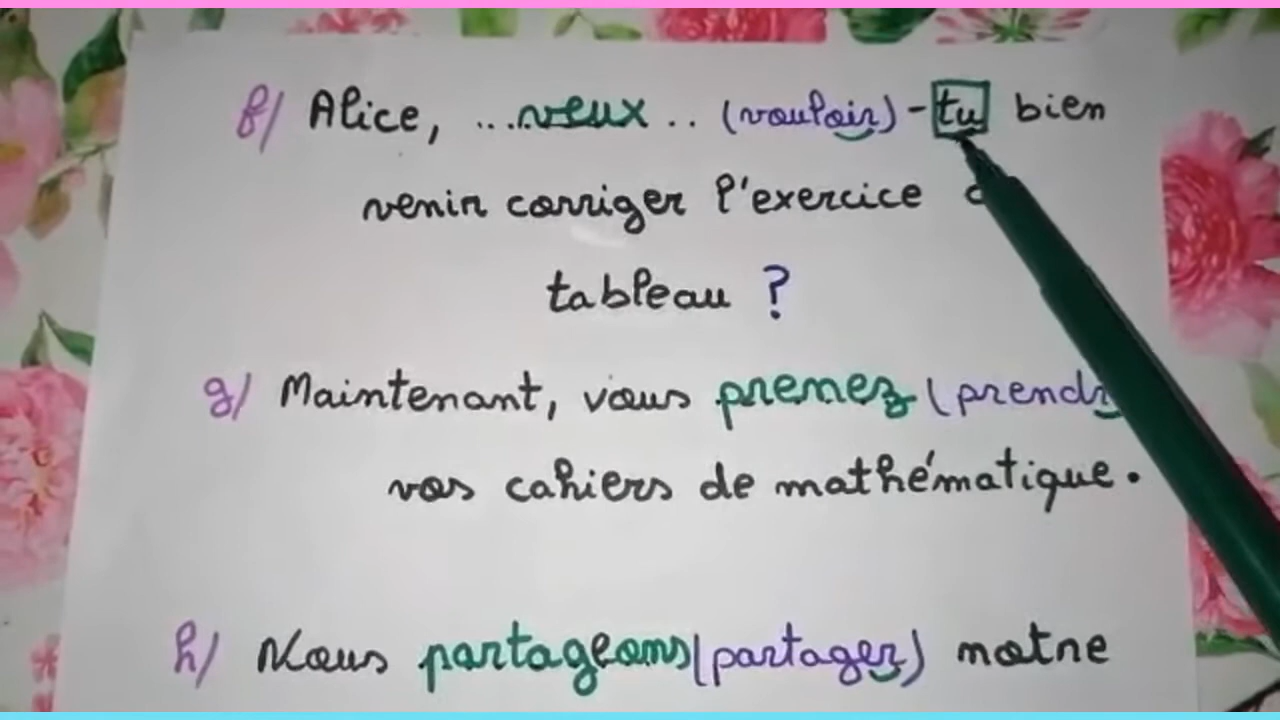 f/ Alice, ...veux.. (vouloir) - tu bien
venir corriger l'exercice
tableau ?
g/ Maintenant, vous prenez (prendr
vos cahiers de mathématique.
h/ Nous partageons (partager) notre